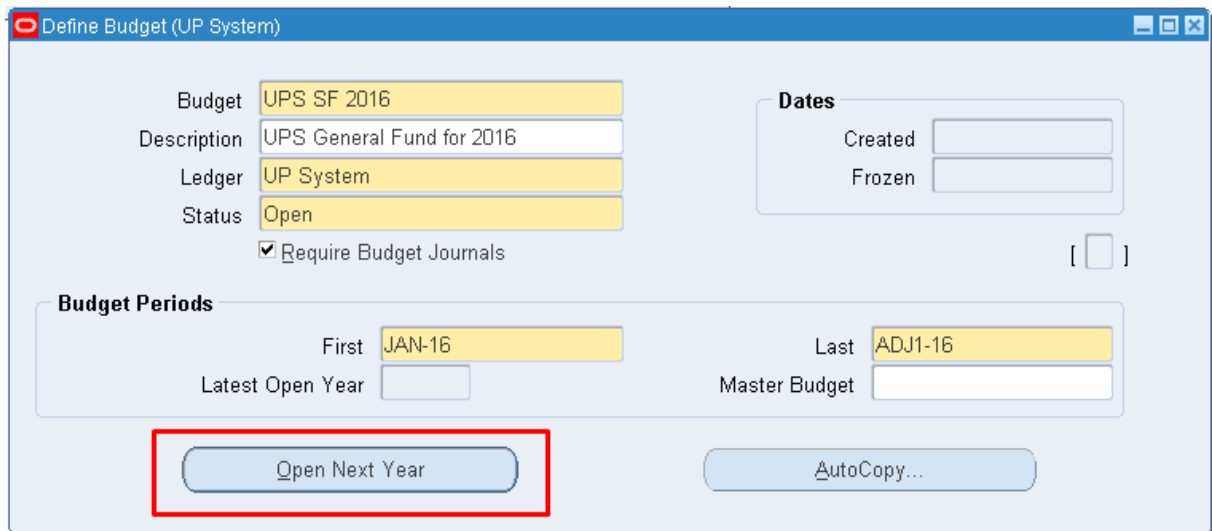 Define Budget (UP System)
Budget UPS SF 2016
Description UPS General Fund for 2016
Ledger UP System
Status Open
Require Budget Journals
Dates
Created
Frozen
[ ]
Budget Periods
First JAN-16 Last ADJ1-16
Latest Open Year Master Budget
Open Next Year AutoCopy...